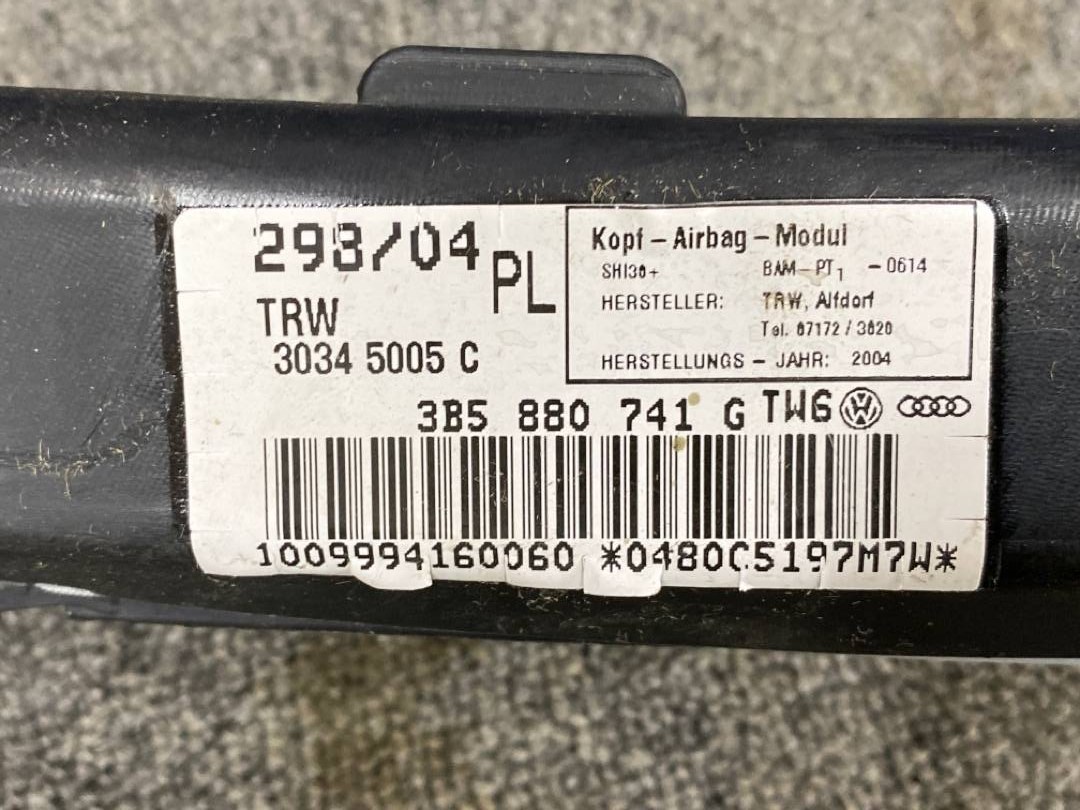 298/04 PL
TRW
3034 5005 C
Kopf - Airbag - Modul
SHI30+ BAM-PT1 -0614
HERSTELLER: TRW, Alfdorf
Tel. 07172 / 3020
HERSTELLUNGS - JAHR: 2004
3B5 880 741 G TW6
1009994160060 *0480C5197M7W*